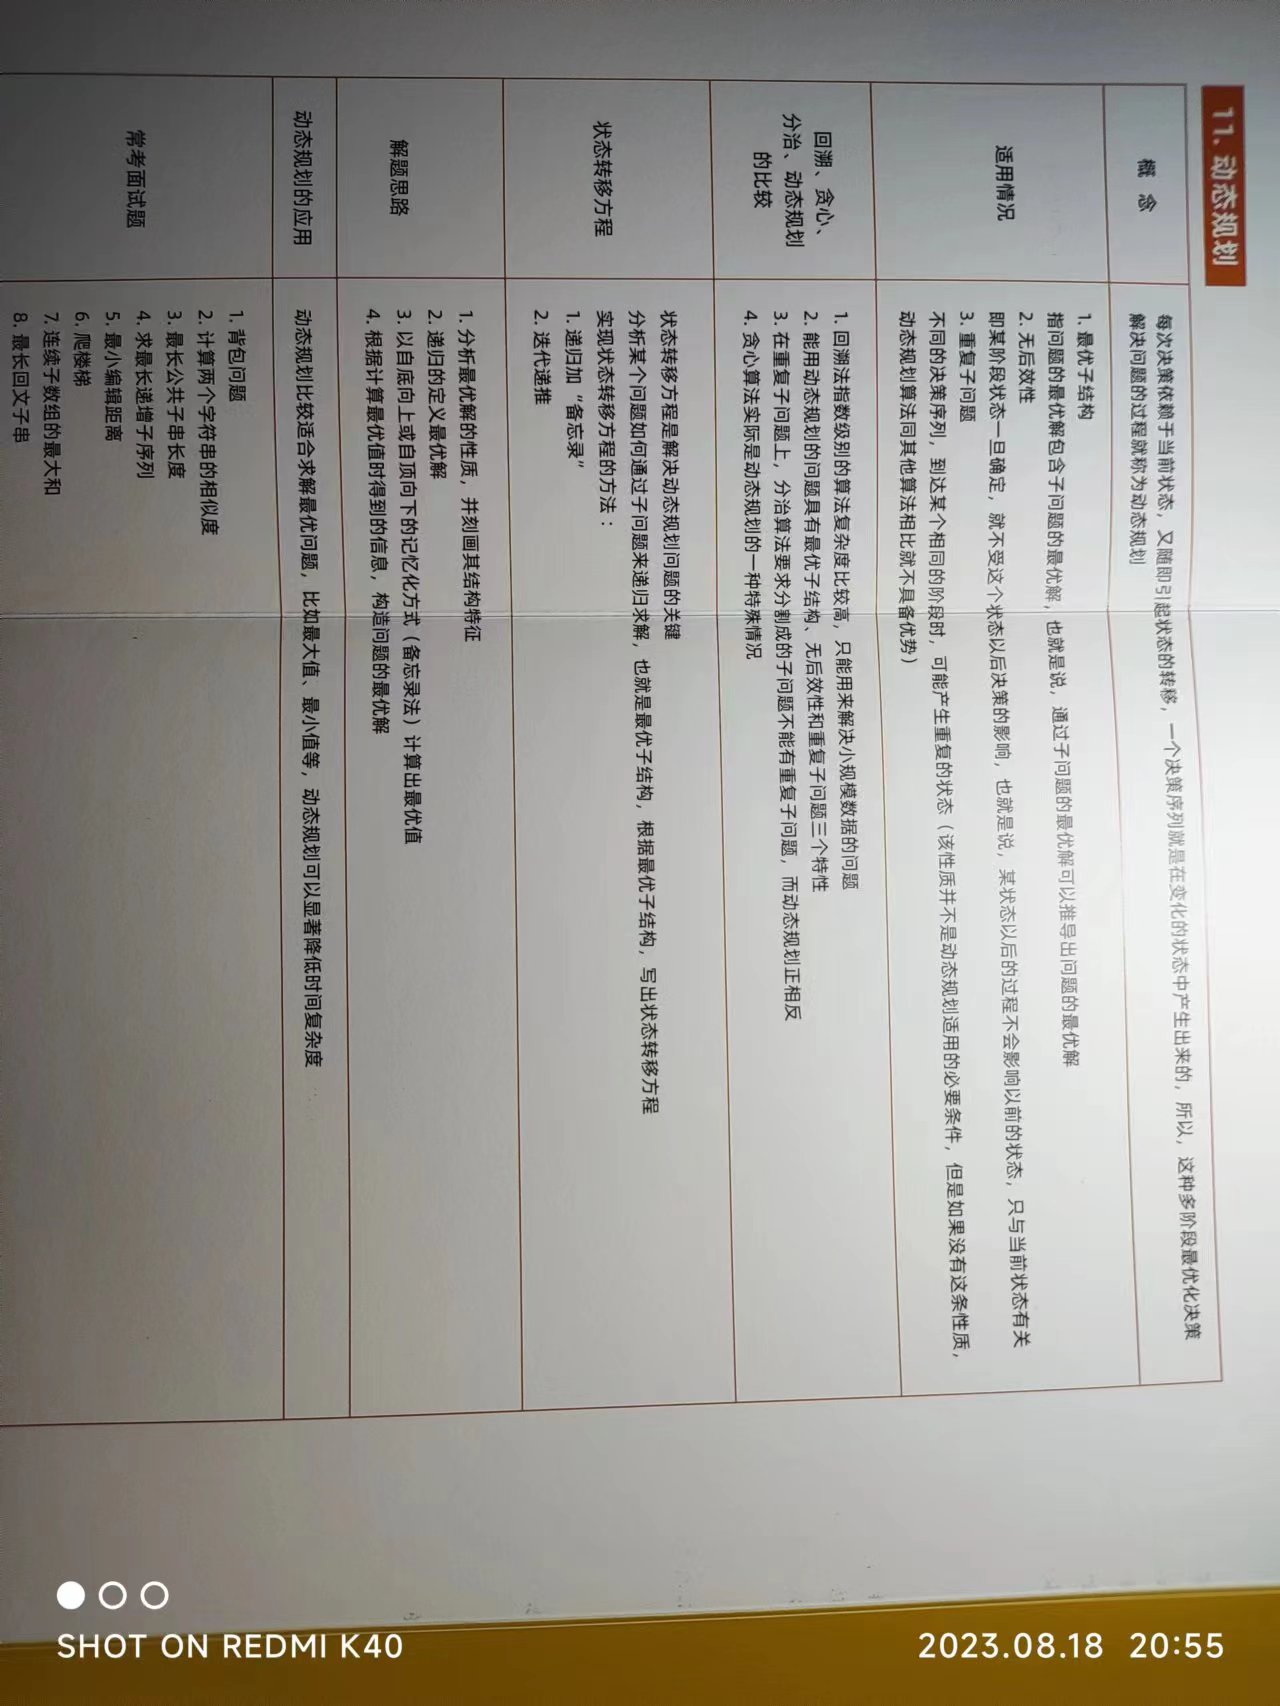 11. 动态规划
概 念
每次决策依赖于当前状态，又随即引起状态的转移，一个决策序列就是在变化的状态中产生出来的，所以，这种多阶段最优化决策
解决问题的过程就称为动态规划
适用情况
1. 最优子结构
指问题的最优解包含子问题的最优解，也就是说，通过子问题的最优解可以推导出问题的最优解
2. 无后效性
即某阶段状态一旦确定，就不受这个状态以后决策的影响，也就是说，某状态以后的过程不会影响以前的状态，只与当前状态有关
3. 重复子问题
不同的决策序列，到达某个相同的阶段时，可能产生重复的状态（该性质并不是动态规划适用的必要条件，但是如果没有这条性质，
动态规划算法同其他算法相比就不具备优势）
回溯、贪心、
分治、动态规划
的比较
1. 回溯法指数级别的算法复杂度比较高，只能用来解决小规模数据的问题
2. 能用动态规划的问题具有最优子结构、无后效性和重复子问题三个特性
3. 在重复子问题上，分治算法要求分割成的子问题不能有重复子问题，而动态规划正相反
4. 贪心算法实际是动态规划的一种特殊情况
状态转移方程
状态转移方程是解决动态规划问题的关键
分析某个问题如何通过子问题来递归求解，也就是最优子结构，根据最优子结构，写出状态转移方程
实现状态转移方程的方法：
1. 递归加“备忘录”
2. 迭代递推
解题思路
1. 分析最优解的性质，并刻画其结构特征
2. 递归的定义最优解
3. 以自底向上或自顶向下的记忆化方式（备忘录法）计算出最优值
4. 根据计算最优值时得到的信息，构造问题的最优解
动态规划的应用
动态规划比较适合求解最优问题，比如最大值、最小值等，动态规划可以显著降低时间复杂度
常考面试题
1. 背包问题
2. 计算两个字符串的相似度
3. 最长公共子串长度
4. 求最长递增子序列
5. 最小编辑距离
6. 爬楼梯
7. 连续子数组的最大和
8. 最长回文子串
SHOT ON REDMI K40
2023.08.18 20:55